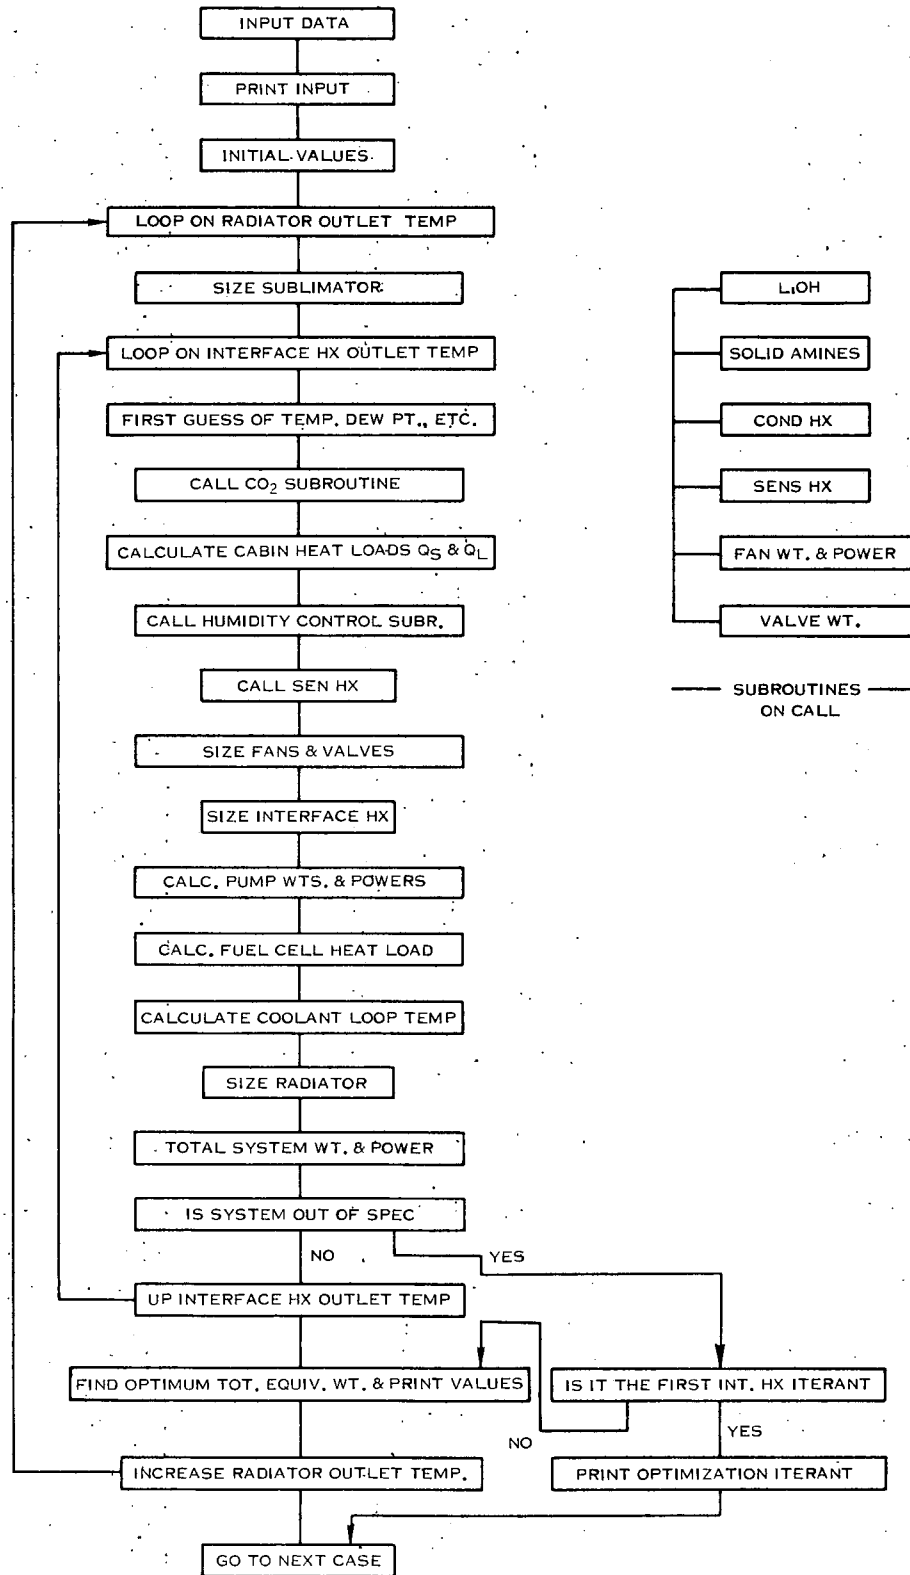 INPUT DATA
PRINT INPUT
INITIAL VALUES
LOOP ON RADIATOR OUTLET TEMP
SIZE SUBLIMATOR
LOOP ON INTERFACE HX OUTLET TEMP
FIRST GUESS OF TEMP. DEW PT., ETC.
CALL CO₂ SUBROUTINE
CALCULATE CABIN HEAT LOADS Q_S & Q_L
CALL HUMIDITY CONTROL SUBR.
CALL SEN HX
SIZE FANS & VALVES
SIZE INTERFACE HX
CALC. PUMP WTS. & POWERS
CALC. FUEL CELL HEAT LOAD
CALCULATE COOLANT LOOP TEMP
SIZE RADIATOR
TOTAL SYSTEM WT. & POWER
IS SYSTEM OUT OF SPEC
NO
YES
UP INTERFACE HX OUTLET TEMP
FIND OPTIMUM TOT. EQUIV. WT. & PRINT VALUES
IS IT THE FIRST INT. HX ITERANT
NO
YES
INCREASE RADIATOR OUTLET TEMP.
PRINT OPTIMIZATION ITERANT
GO TO NEXT CASE
LIOH
SOLID AMINES
COND HX
SENS HX
FAN WT. & POWER
VALVE WT.
SUBROUTINES
ON CALL